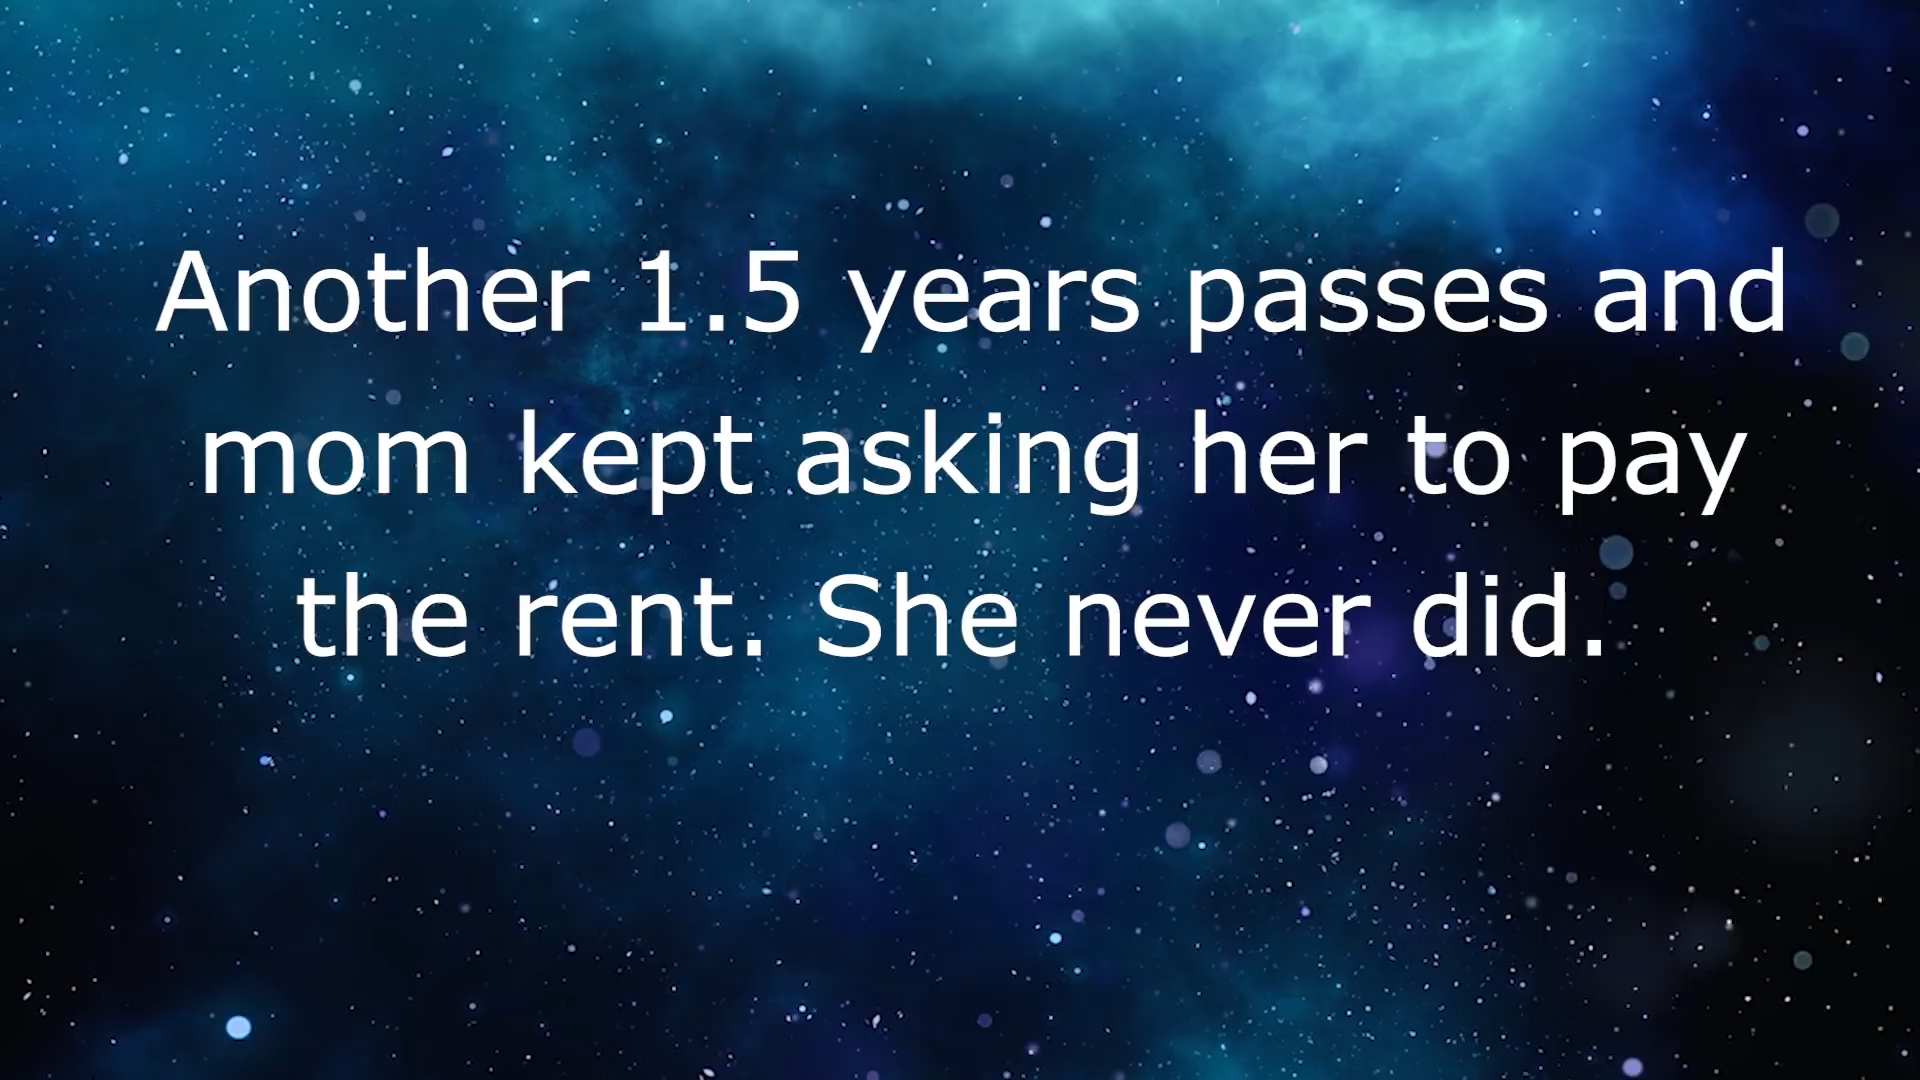 Another 1.5 years passes and
mom kept asking her to pay
the rent. She never did.